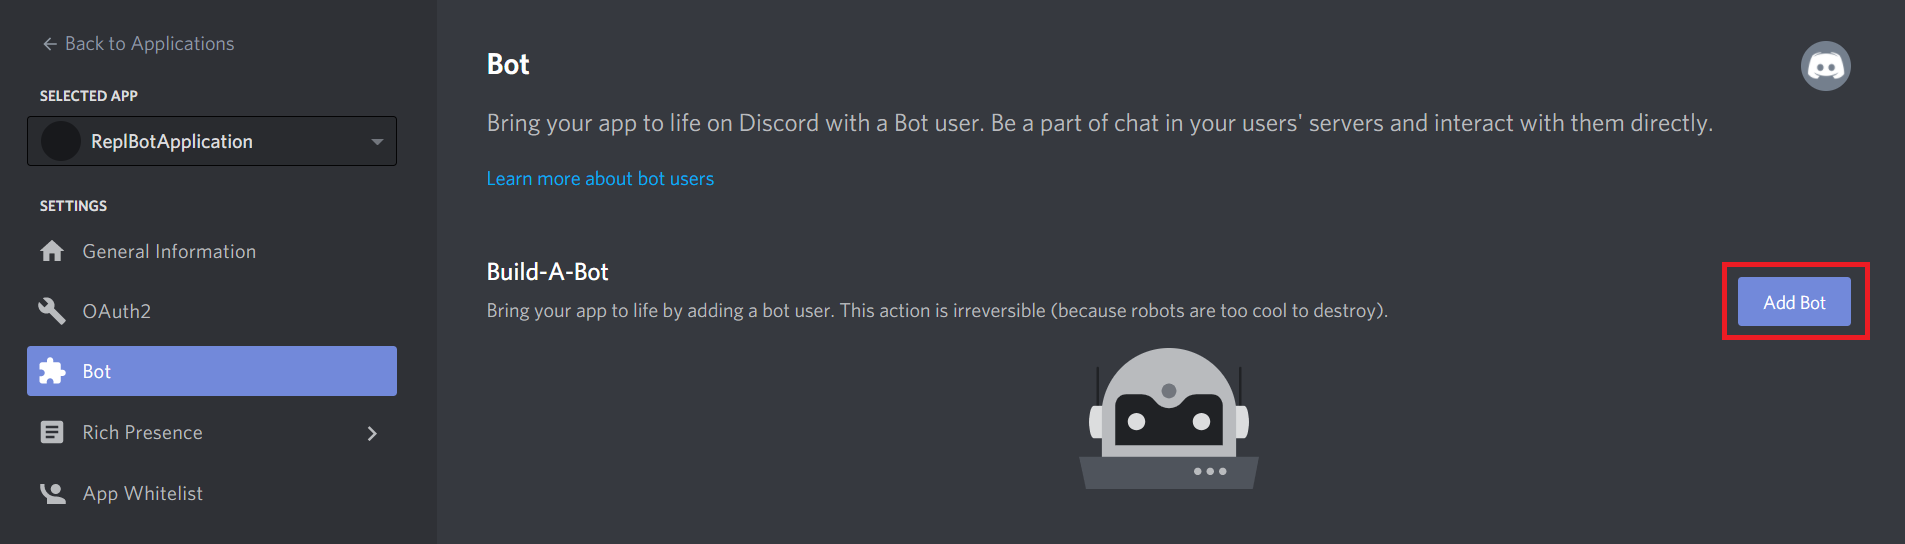 Back to Applications
SELECTED APP
ReplBotApplication
SETTINGS
General Information
OAuth2
Bot
Rich Presence
App Whitelist
Bot
Bring your app to life on Discord with a Bot user. Be a part of chat in your users' servers and interact with them directly.
Learn more about bot users
Build-A-Bot
Bring your app to life by adding a bot user. This action is irreversible (because robots are too cool to destroy).
Add Bot